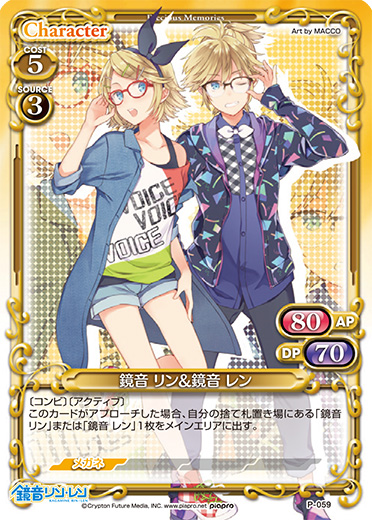 Precious Memories
Character
Art by MACCO
COST
5
SOURCE
3
VOICE
VOICE
VOICE
80 AP
DP 70
鏡音 リン&鏡音 レン
〔コンビ〕〔アクティブ〕
このカードがアプローチした場合、自分の捨て札置き場にある「鏡音
リン」または「鏡音 レン」1枚をメインエリアに出す。
メガネ
鏡音リン・レン
KAGAMINE RIN・LEN
©Crypton Future Media, INC. www.piapro.net piapro
P-059